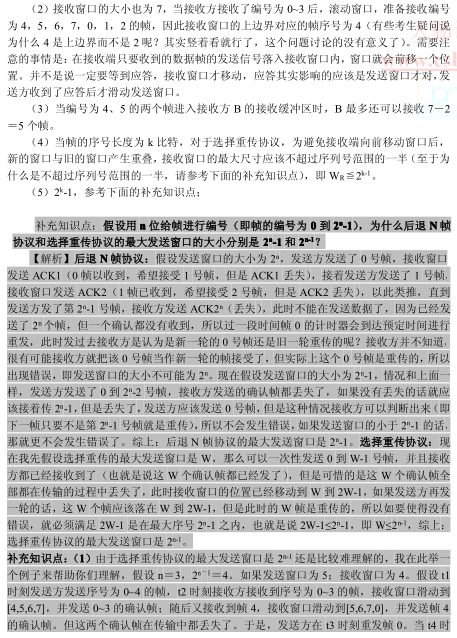 （2）接收窗口的大小也为 7，当接收方接收了编号为 0~3 后，滚动窗口，准备接收编号
为 4，5，6，7，0，1，2 的帧，因此接收窗口的上边界对应的帧序号为 4（有些考生疑问说
为什么 4 是上边界而不是 2 呢？其实竖着看就行了，这个问题讨论的没有意义了）。需要注
意的事情是：在接收端只要收到的数据帧的发送信号落入接收窗口内，窗口就会前移一个位
置。并不是说一定要等到应答，接收窗口才移动，应答其实影响的应该是发送窗口才对，发
送方收到了应答后才滑动发送窗口。
（3）当编号为 4、5 的两个帧进入接收方 B 的接收缓冲区时，B 最多还可以接收 7－2
＝5 个帧。
（4）当帧的序号长度为 k 比特，对于选择重传协议，为避免接收端向前移动窗口后，
新的窗口与旧的窗口产生重叠，接收窗口的最大尺寸应该不超过序列号范围的一半（至于为
什么是不超过序列号范围的一半，请参考下面的补充知识点），即 WR≦2k-1。
（5）2k-1，参考下面的补充知识点；
补充知识点：假设用 n 位给帧进行编号（即帧的编号为 0 到 2ⁿ-1），为什么后退 N 帧
协议和选择重传协议的最大发送窗口的大小分别是 2ⁿ-1 和 2ⁿ⁻¹？
【解析】后退 N 帧协议：假设发送窗口的大小为 2ⁿ，发送方发送了 0 号帧，接收窗口
发送 ACK1（0 帧以收到，希望接受 1 号帧，但是 ACK1 丢失），接着发送方发送了 1 号帧，
接收窗口发送 ACK2（1 帧已收到，希望接受 2 号帧，但是 ACK2 丢失），以此类推，直到
发送方发了第 2ⁿ-1 号帧，接收方发送 ACK2ⁿ（丢失），此时不能在发送数据了，因为已经发
送了 2ⁿ个帧，但一个确认都没有收到，所以过一段时间帧 0 的计时器会到达预定时间进行
重发，此时发过去接收方是认为是新一轮的 0 号帧还是旧一轮重传的呢？接收方并不知道，
很有可能接收方就把该 0 号帧当作新一轮的帧接受了，但实际上这个 0 号帧是重传的，所以
出现错误，即发送窗口的大小不可能为 2ⁿ。现在假设发送窗口的大小为 2ⁿ-1，情况和上面一
样，发送方发送了 0 到 2ⁿ-2 号帧，接收方发送的确认帧都丢失了，如果没有丢失的话就应
该接着传 2ⁿ-1，但是丢失了，发送方应该发送 0 号帧，但是这种情况接收方可以判断出来（即
下一帧只要不是第 2ⁿ-1 号帧就是重传），所以不会发生错误，如果发送窗口的小于 2ⁿ-1 的话，
那就更不会发生错误了。综上：后退 N 帧协议的最大发送窗口是 2ⁿ-1。选择重传协议：现
在我先假设选择重传的最大发送窗口是 W，那么可以一次性发送 0 到 W-1 号帧，并且接收
方都已经接收到了（也就是说这 W 个确认帧都已经发了），但是可惜的是这 W 个确认帧全
部都在传输的过程中丢失了，此时接收窗口的位置已经移动到 W 到 2W-1，如果发送方再发
一轮的话，这 W 个帧应该落在 W 到 2W-1，但是此时的 W 帧是重传的，所以如要使得没有
错误，就必须满足 2W-1 是在最大序号 2ⁿ-1 之内，也就是说 2W-1≤2ⁿ-1，即 W≤2ⁿ⁻¹，综上：
选择重传协议的最大发送窗口是 2ⁿ⁻¹。
补充知识点：（1）由于选择重传协议的最大发送窗口是 2ⁿ⁻¹ 还是比较难理解的，我在此举一
个例子来帮助你们理解，假设 n＝3，2ⁿ⁻¹＝4。如果发送窗口为 5；接收窗口为 4。假设 t1
时刻发送方发送序号为 0~4 的帧，t2 时刻接收方接收到序号为 0~3 的帧，接收窗口滑动到
[4,5,6,7]，并发送 0~3 的确认帧；随后又接收到帧 4，接收窗口滑动到[5,6,7,0]，并发送帧 4
的确认帧。但这两个确认帧在传输中都丢失了。于是，发送方在 t3 时刻重发帧 0。当 t4 时